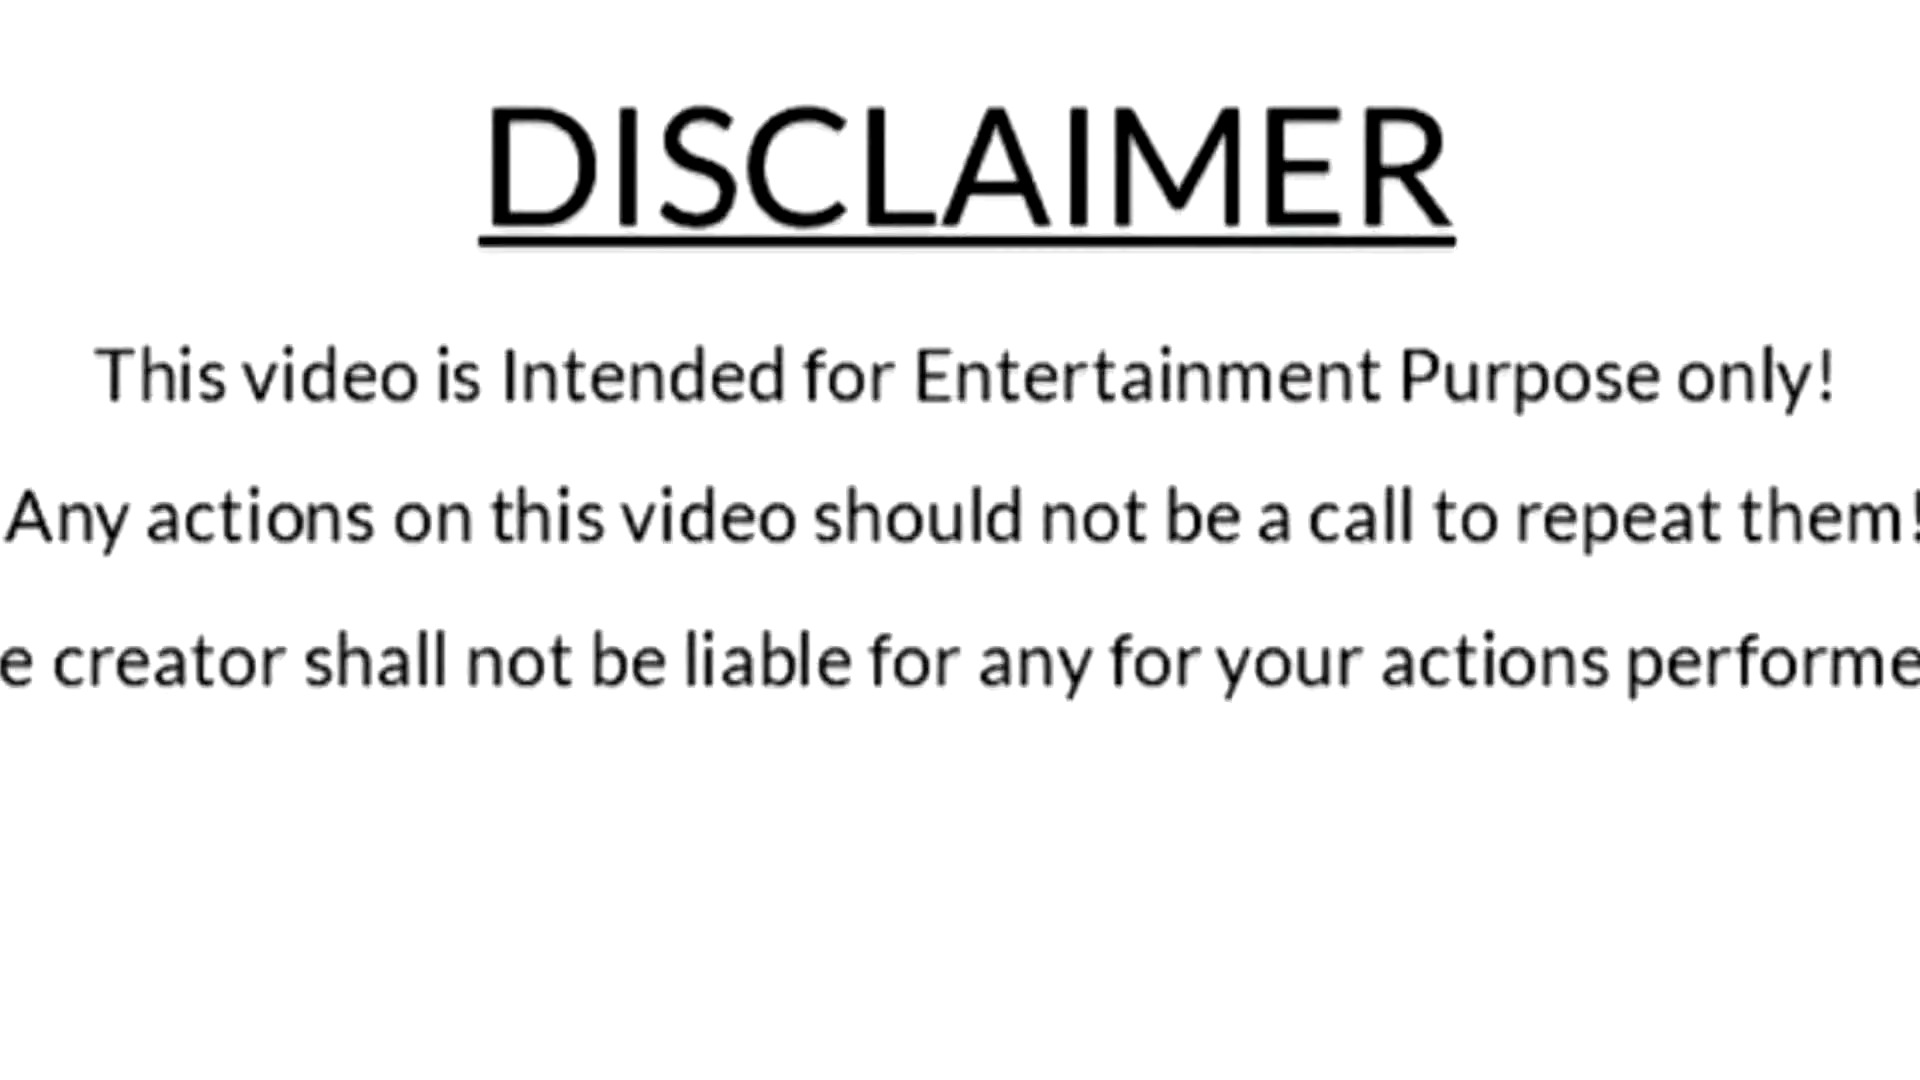 DISCLAIMER
This video is Intended for Entertainment Purpose only!
Any actions on this video should not be a call to repeat them!
e creator shall not be liable for any for your actions performe